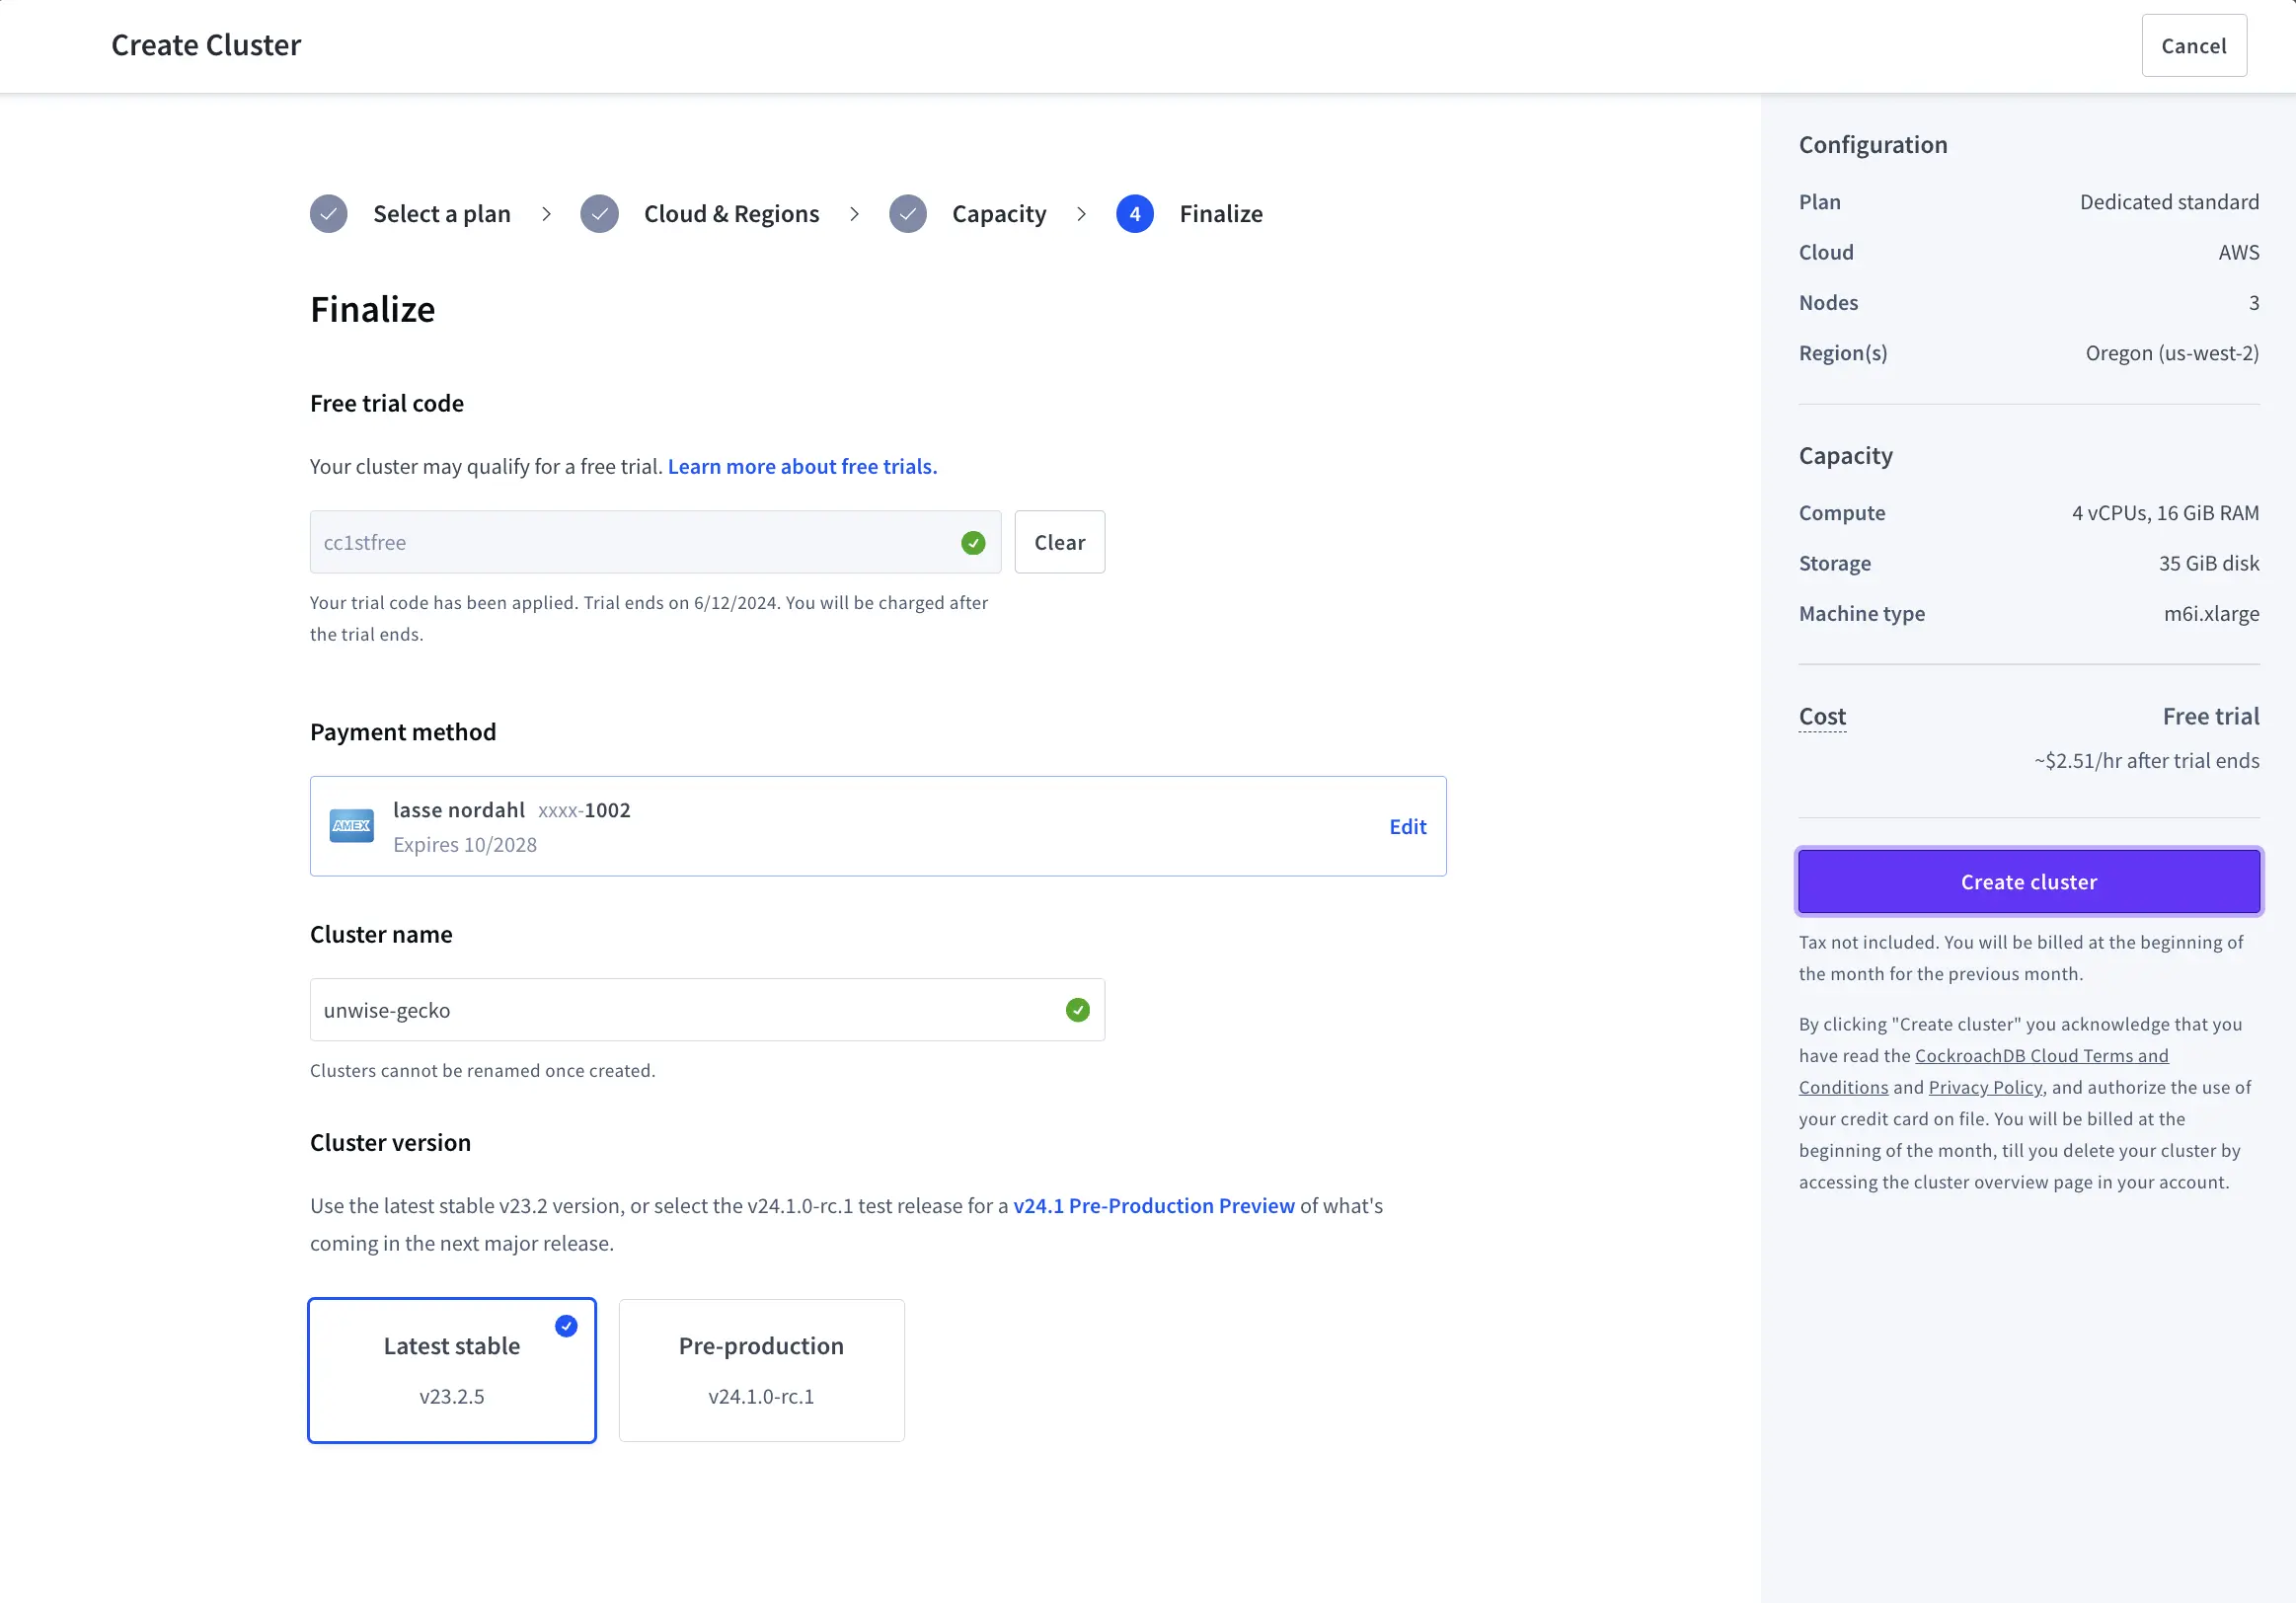 Create Cluster
Cancel
Select a plan
Cloud & Regions
Capacity
4 Finalize
Finalize
Free trial code
Your cluster may qualify for a free trial. Learn more about free trials.
cc1stfree
Clear
Your trial code has been applied. Trial ends on 6/12/2024. You will be charged after
the trial ends.
Payment method
AMEX
lasse nordahl xxxx-1002
Expires 10/2028
Edit
Cluster name
unwise-gecko
Clusters cannot be renamed once created.
Cluster version
Use the latest stable v23.2 version, or select the v24.1.0-rc.1 test release for a v24.1 Pre-Production Preview of what's
coming in the next major release.
Latest stable
v23.2.5
Pre-production
v24.1.0-rc.1
Configuration
Plan Dedicated standard
Cloud AWS
Nodes 3
Region(s) Oregon (us-west-2)
Capacity
Compute 4 vCPUs, 16 GiB RAM
Storage 35 GiB disk
Machine type m6i.xlarge
Cost Free trial
~$2.51/hr after trial ends
Create cluster
Tax not included. You will be billed at the beginning of
the month for the previous month.
By clicking "Create cluster" you acknowledge that you
have read the CockroachDB Cloud Terms and
Conditions and Privacy Policy, and authorize the use of
your credit card on file. You will be billed at the
beginning of the month, till you delete your cluster by
accessing the cluster overview page in your account.